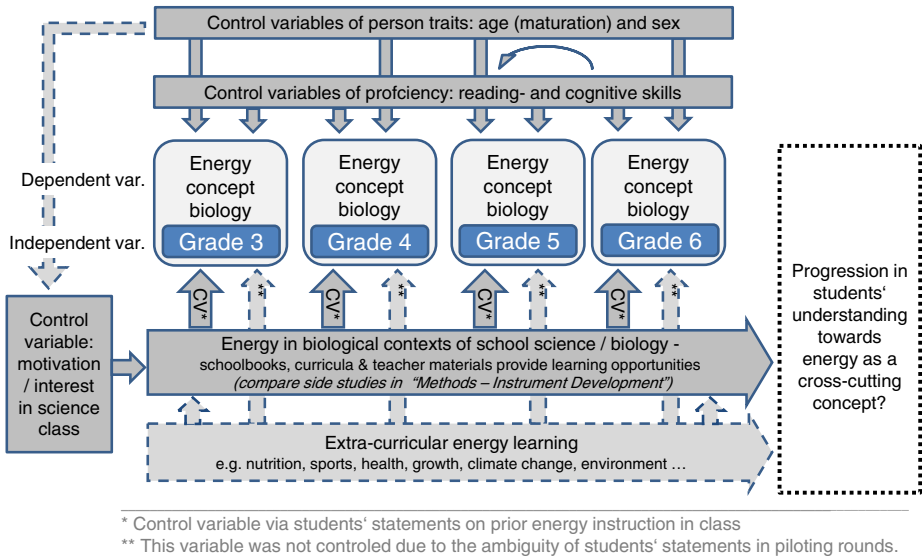 Control variables of person traits: age (maturation) and sex
Control variables of profciency: reading- and cognitive skills
Dependent var.
Independent var.
Energy
concept
biology
Grade 3
Energy
concept
biology
Grade 4
Energy
concept
biology
Grade 5
Energy
concept
biology
Grade 6
CV*
**
CV*
**
CV*
**
CV*
**
Control
variable:
motivation
/ interest
in science
class
Energy in biological contexts of school science / biology -
schoolbooks, curricula & teacher materials provide learning opportunities
(compare side studies in “Methods – Instrument Development”)
Extra-curricular energy learning
e.g. nutrition, sports, health, growth, climate change, environment ...
Progression in
students‘
understanding
towards
energy as a
cross-cutting
concept?
* Control variable via students‘ statements on prior energy instruction in class
** This variable was not controled due to the ambiguity of students‘ statements in piloting rounds.